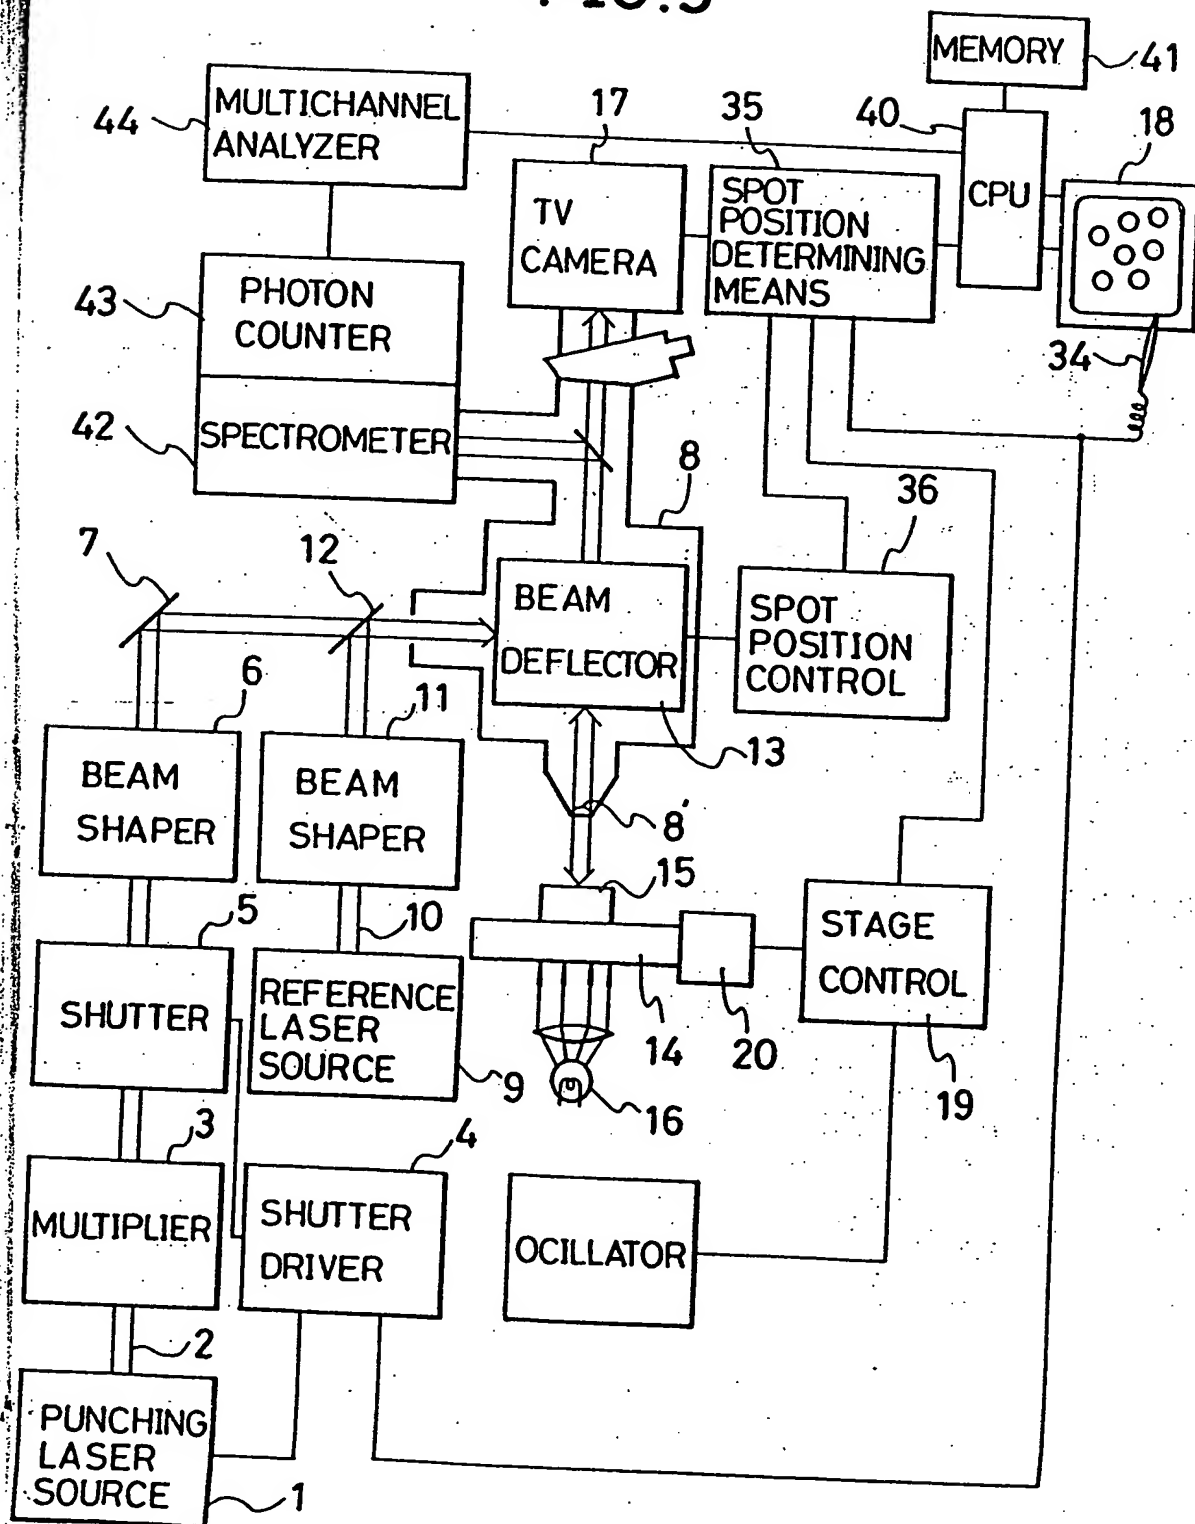 FIG.5
MEMORY
41
MULTICHANNEL
ANALYZER
44
17
35
40
18
TV
CAMERA
SPOT
POSITION
DETERMINING
MEANS
CPU
PHOTON
COUNTER
43
34
SPECTROMETER
42
8
36
7
12
BEAM
DEFLECTOR
SPOT
POSITION
CONTROL
6
11
13
BEAM
SHAPER
BEAM
SHAPER
8'
15
5
10
STAGE
CONTROL
SHUTTER
REFERENCE
LASER
SOURCE
14
20
9
16
19
3
4
MULTIPLIER
SHUTTER
DRIVER
OCILLATOR
2
PUNCHING
LASER
SOURCE
1